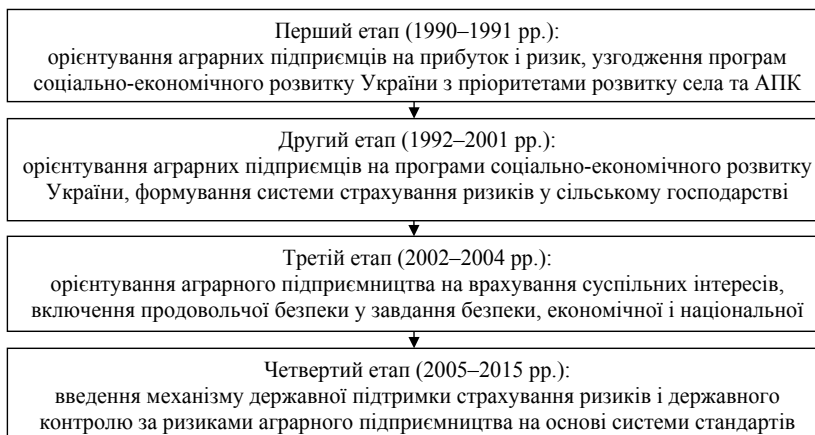 Перший етап (1990–1991 рр.):
орієнтування аграрних підприємців на прибуток і ризик, узгодження програм
соціально-економічного розвитку України з пріоритетами розвитку села та АПК
Другий етап (1992–2001 рр.):
орієнтування аграрних підприємців на програми соціально-економічного розвитку
України, формування системи страхування ризиків у сільському господарстві
Третій етап (2002–2004 рр.):
орієнтування аграрного підприємництва на врахування суспільних інтересів,
включення продовольчої безпеки у завдання безпеки, економічної і національної
Четвертий етап (2005–2015 рр.):
введення механізму державної підтримки страхування ризиків і державного
контролю за ризиками аграрного підприємництва на основі системи стандартів